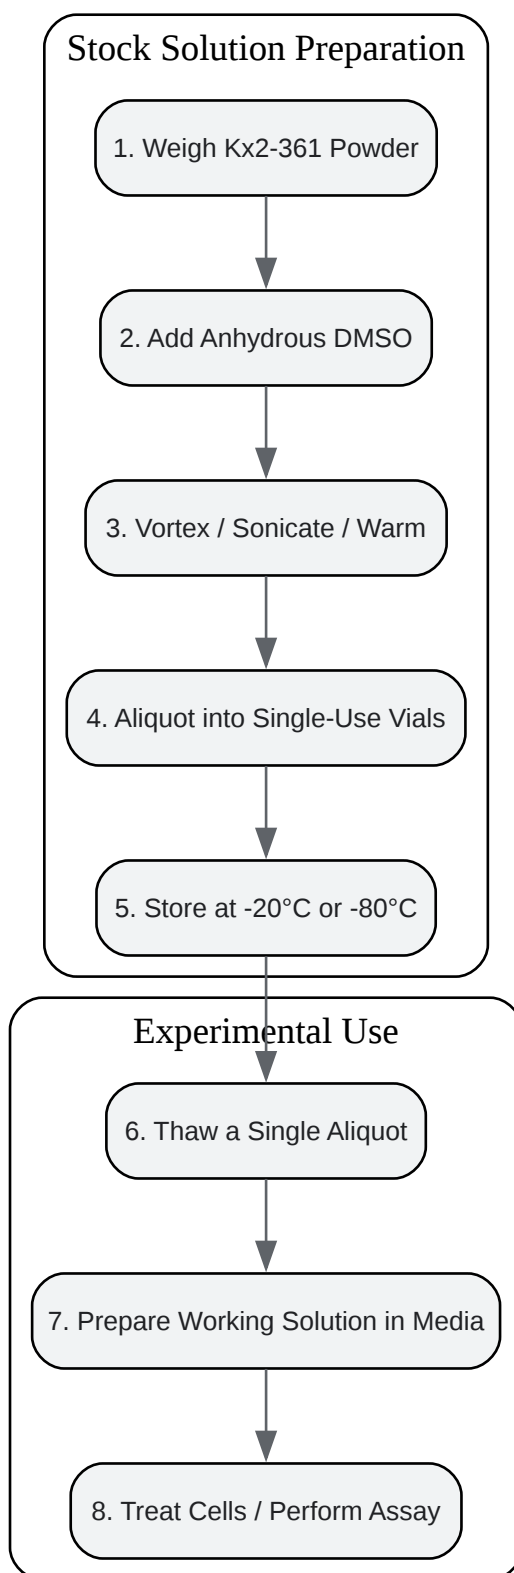 Stock Solution Preparation
1. Weigh Kx2-361 Powder
2. Add Anhydrous DMSO
3. Vortex / Sonicate / Warm
4. Aliquot into Single-Use Vials
5. Store at -20°C or -80°C
Experimental Use
6. Thaw a Single Aliquot
7. Prepare Working Solution in Media
8. Treat Cells / Perform Assay